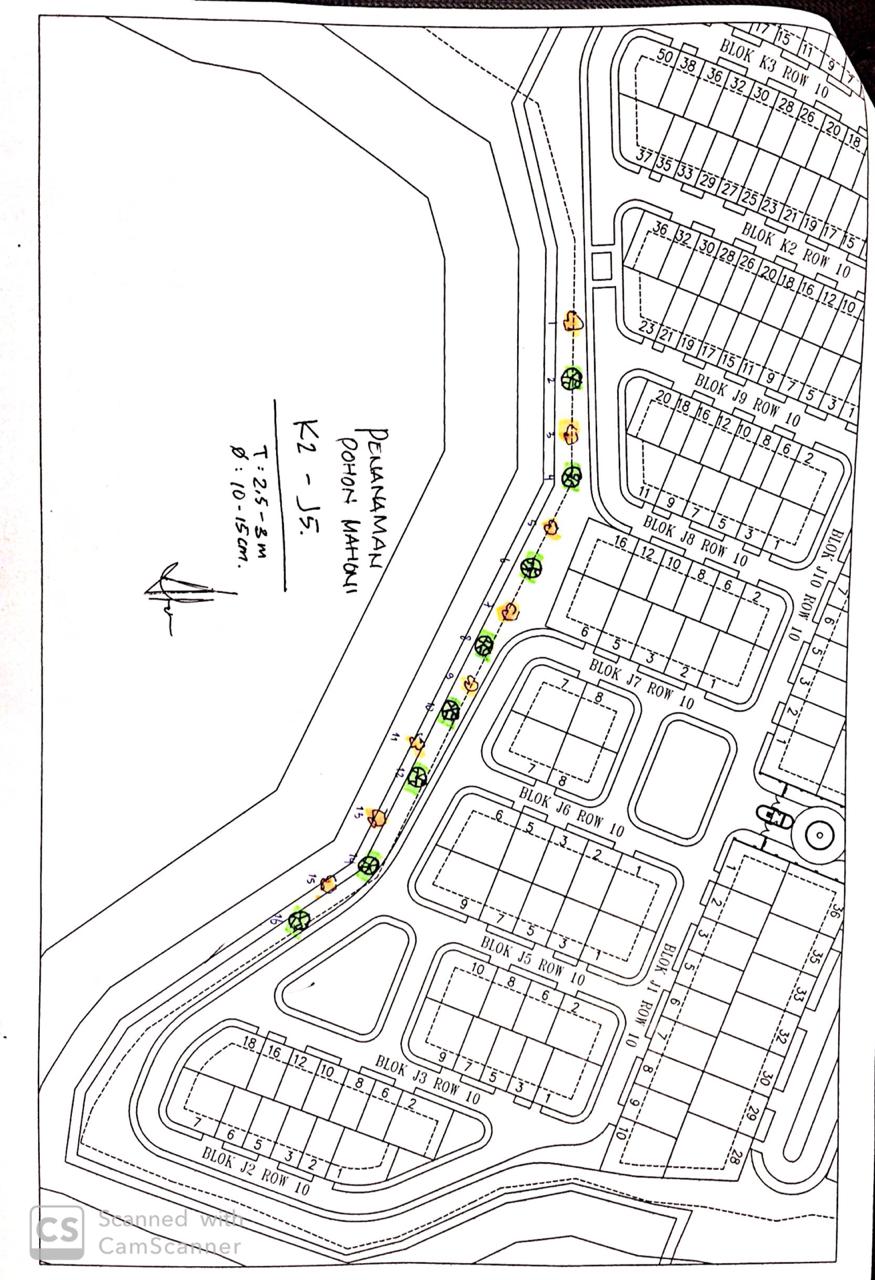 17 15 11 9 7
BLOK K3 ROW 10
50 38 36 32 30 28 26 20 18
37 35 33 29 27 25 23 21 19 17 15
BLOK K2 ROW 10
36 32 30 28 26 20 18 16 12 10
23 21 19 17 15 11 9 7 5 3 1
BLOK J9 ROW 10
20 18 16 12 10 8 6 2
11 9 7 5 3 1
BLOK J8 ROW 10
16 12 10 8 6 2
6 5 3 2 1
BLOK J10 ROW 10
7 6 5 3 2 1
BLOK J7 ROW 10
7 8
7 8
BLOK J6 ROW 10
6 5 3 2 1
9 7 5 3 1
BLOK J5 ROW 10
10 8 6 2
9 7 5 3 1
BLOK J1 ROW 10
1 2 3 5 6 7 8 9 10
36 35 33 32 30 29 28
BLOK J3 ROW 10
18 16 12 10 8 6 2
7 6 5 3 2 1
BLOK J2 ROW 10
1 2 3 4 5 6 7 8 9 10 11 12 13 14 15 16
PENANAMAN
POHON MAHONI
K2 - J5.
T : 2.5 - 3 m
Ø : 10 - 15 cm.
CS Scanned with
CamScanner